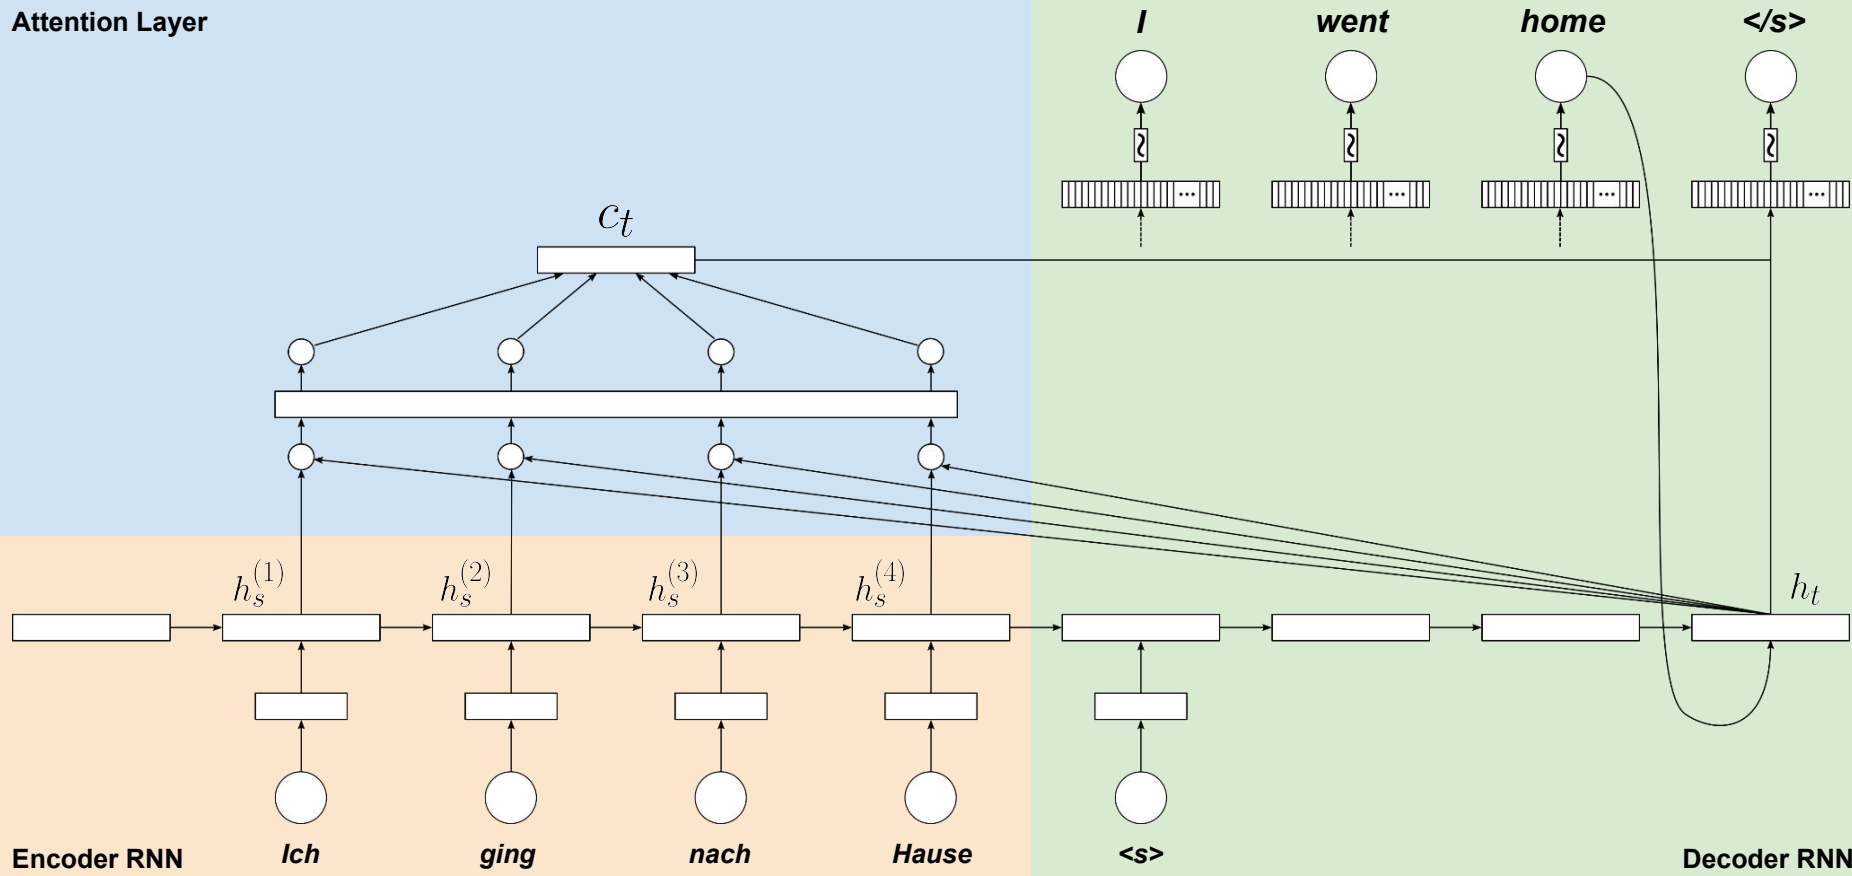 Attention Layer
I went home </s>
...
...
...
...
c_t
h_s^{(1)} h_s^{(2)} h_s^{(3)} h_s^{(4)} h_t
Ich ging nach Hause <s>
Encoder RNN
Decoder RNN